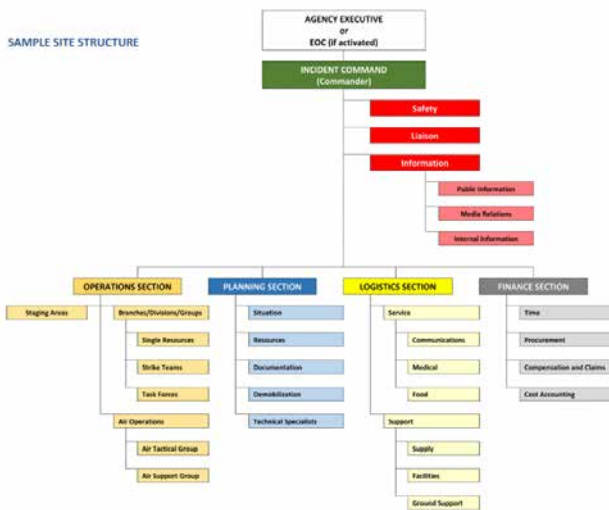 SAMPLE SITE STRUCTURE
AGENCY EXECUTIVE
or
EOC (if activated)
INCIDENT COMMAND
(Commander)
Safety
Liaison
Information
Public Information
Media Relations
Internal Information
OPERATIONS SECTION
PLANNING SECTION
LOGISTICS SECTION
FINANCE SECTION
Staging Areas
Branches/Divisions/Groups
Single Resources
Strike Teams
Task Forces
Air Operations
Air Tactical Group
Air Support Group
Situation
Resources
Documentation
Demobilization
Technical Specialists
Service
Communications
Medical
Food
Support
Supply
Facilities
Ground Support
Time
Procurement
Compensation and Claims
Cost Accounting